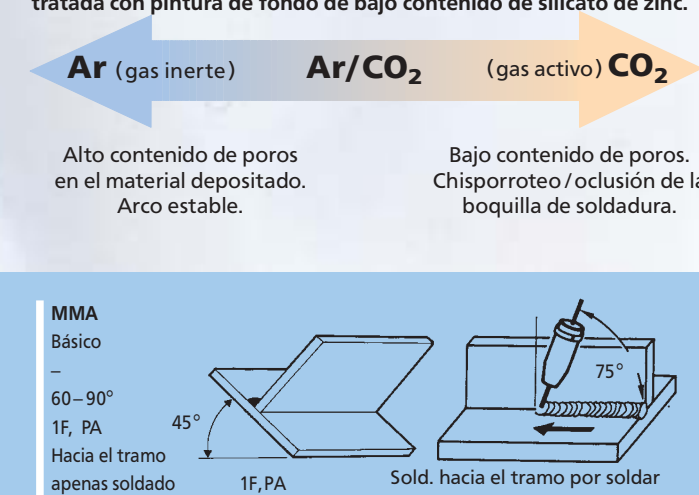 tratada con pintura de fondo de bajo contenido de silicato de zinc.
Ar (gas inerte) Ar/CO₂ (gas activo) CO₂
Alto contenido de poros
en el material depositado.
Arco estable.
Bajo contenido de poros.
Chisporroteo/oclusión de la
boquilla de soldadura.
MMA
Básico
–
60–90°
1F, PA
Hacia el tramo
apenas soldado
45°
1F,PA
75°
Sold. hacia el tramo por soldar